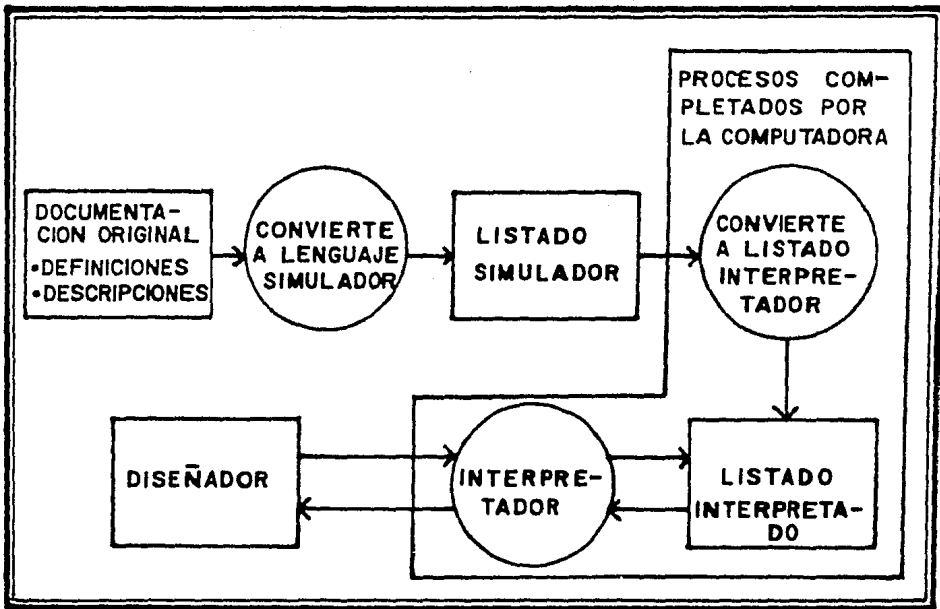 PROCESOS COM-
PLETADOS POR
LA COMPUTADORA
DOCUMENTA-
CION ORIGINAL
•DEFINICIONES
•DESCRIPCIONES
CONVIERTE
A LENGUAJE
SIMULADOR
LISTADO
SIMULADOR
CONVIERTE
A LISTADO
INTERPRE-
TADOR
DISEÑADOR
INTERPRE-
TADOR
LISTADO
INTERPRETA-
DO